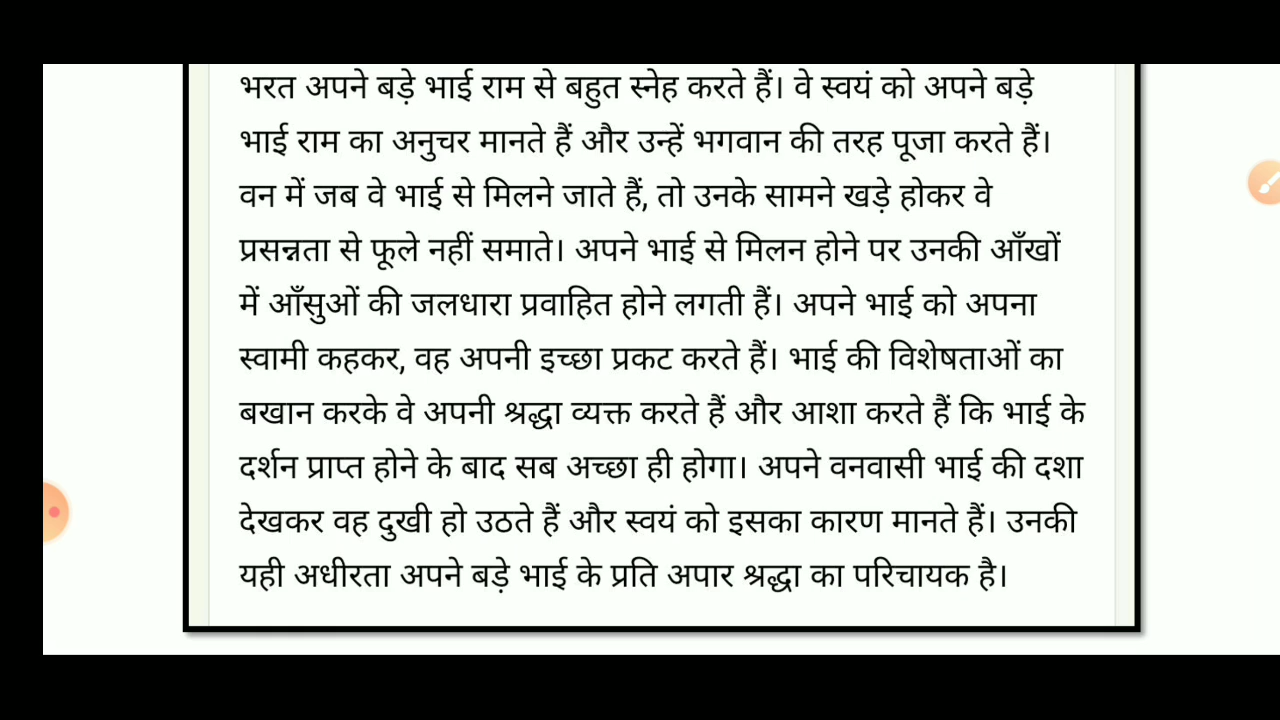 भरत अपने बड़े भाई राम से बहुत स्नेह करते हैं। वे स्वयं को अपने बड़े
भाई राम का अनुचर मानते हैं और उन्हें भगवान की तरह पूजा करते हैं।
वन में जब वे भाई से मिलने जाते हैं, तो उनके सामने खड़े होकर वे
प्रसन्नता से फूले नहीं समाते। अपने भाई से मिलन होने पर उनकी आँखों
में आँसुओं की जलधारा प्रवाहित होने लगती हैं। अपने भाई को अपना
स्वामी कहकर, वह अपनी इच्छा प्रकट करते हैं। भाई की विशेषताओं का
बखान करके वे अपनी श्रद्धा व्यक्त करते हैं और आशा करते हैं कि भाई के
दर्शन प्राप्त होने के बाद सब अच्छा ही होगा। अपने वनवासी भाई की दशा
देखकर वह दुखी हो उठते हैं और स्वयं को इसका कारण मानते हैं। उनकी
यही अधीरता अपने बड़े भाई के प्रति अपार श्रद्धा का परिचायक है।